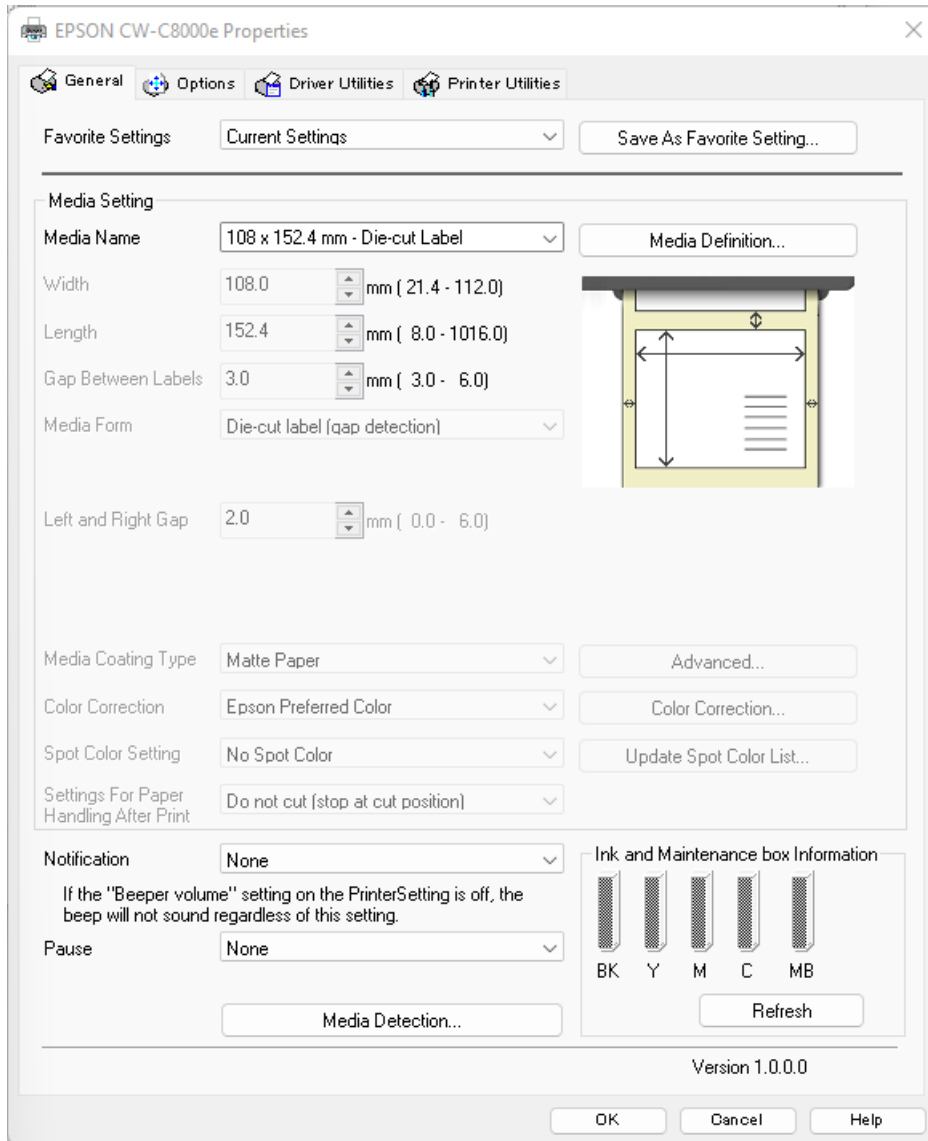 EPSON CW-C8000e Properties
General Options Driver Utilities Printer Utilities
Favorite Settings Current Settings Save As Favorite Setting...
Media Setting
Media Name 108 x 152.4 mm - Die-cut Label Media Definition...
Width 108.0 mm ( 21.4 - 112.0)
Length 152.4 mm ( 8.0 - 1016.0)
Gap Between Labels 3.0 mm ( 3.0 - 6.0)
Media Form Die-cut label (gap detection)
Left and Right Gap 2.0 mm ( 0.0 - 6.0)
Media Coating Type Matte Paper Advanced...
Color Correction Epson Preferred Color Color Correction...
Spot Color Setting No Spot Color Update Spot Color List...
Settings For Paper
Handling After Print Do not cut (stop at cut position)
Notification None
If the "Beeper volume" setting on the PrinterSetting is off, the
beep will not sound regardless of this setting.
Pause None
Media Detection...
Ink and Maintenance box Information
BK Y M C MB
Refresh
Version 1.0.0.0
OK Cancel Help